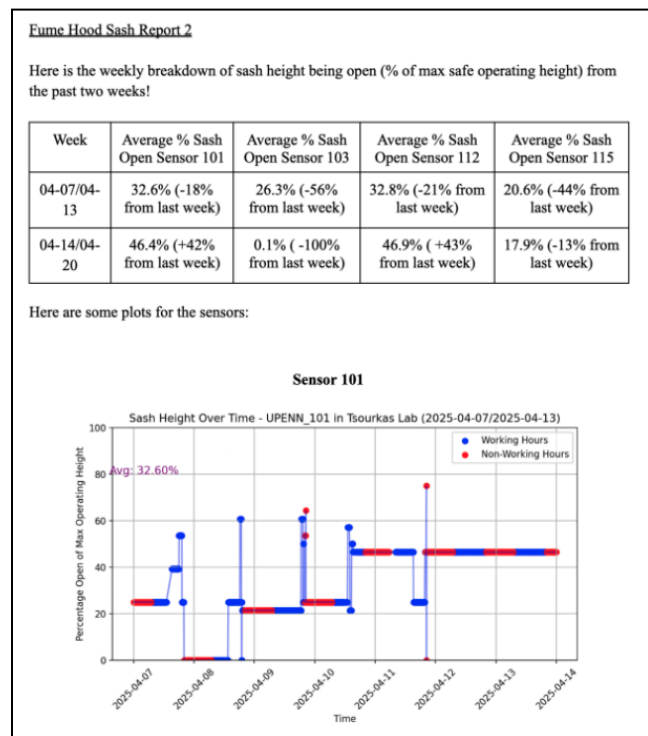 Fume Hood Sash Report 2
Here is the weekly breakdown of sash height being open (% of max safe operating height) from
the past two weeks!
Week
Average % Sash
Open Sensor 101
Average % Sash
Open Sensor 103
Average % Sash
Open Sensor 112
Average % Sash
Open Sensor 115
04-07/04-
13
32.6% (-18%
from last week)
26.3% (-56%
from last week)
32.8% (-21% from
last week)
20.6% (-44% from
last week)
04-14/04-
20
46.4% (+42%
from last week)
0.1% ( -100%
from last week)
46.9% ( +43%
from last week)
17.9% (-13% from
last week)
Here are some plots for the sensors:
Sensor 101
Sash Height Over Time - UPENN_101 in Tsourkas Lab (2025-04-07/2025-04-13)
Percentage Open of Max Operating Height
100
80
60
40
20
0
Avg: 32.60%
Working Hours
Non-Working Hours
2025-04-07
2025-04-08
2025-04-09
2025-04-10
2025-04-11
2025-04-12
2025-04-13
2025-04-14
Time